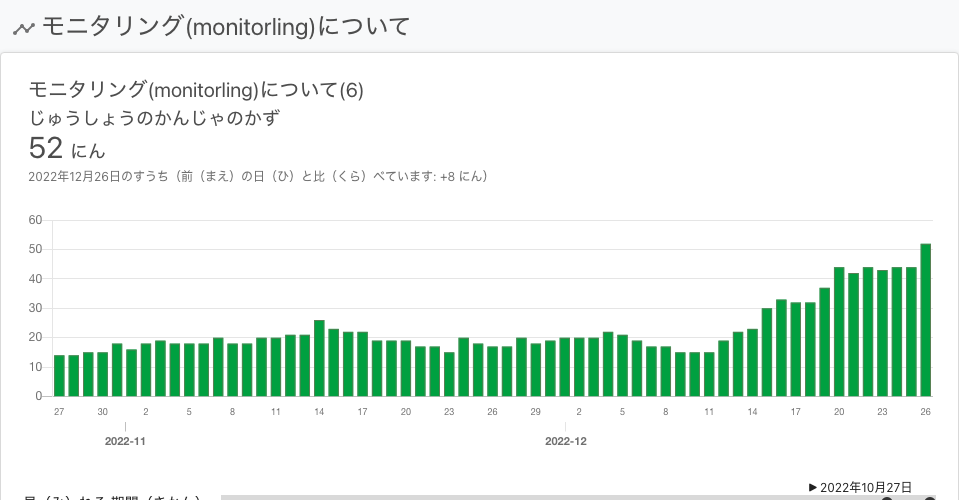 モニタリング(monitorling)について
モニタリング(monitorling)について(6)
じゅうしょうのかんじゃのかず
52 にん
2022年12月26日のすうち（前（まえ）の日（ひ）と比（くら）べています: +8 にん）
60
50
40
30
20
10
0
27 30 2 5 8 11 14 17 20 23 26 29 2 5 8 11 14 17 20 23 26
2022-11 2022-12
▶ 2022年10月27日